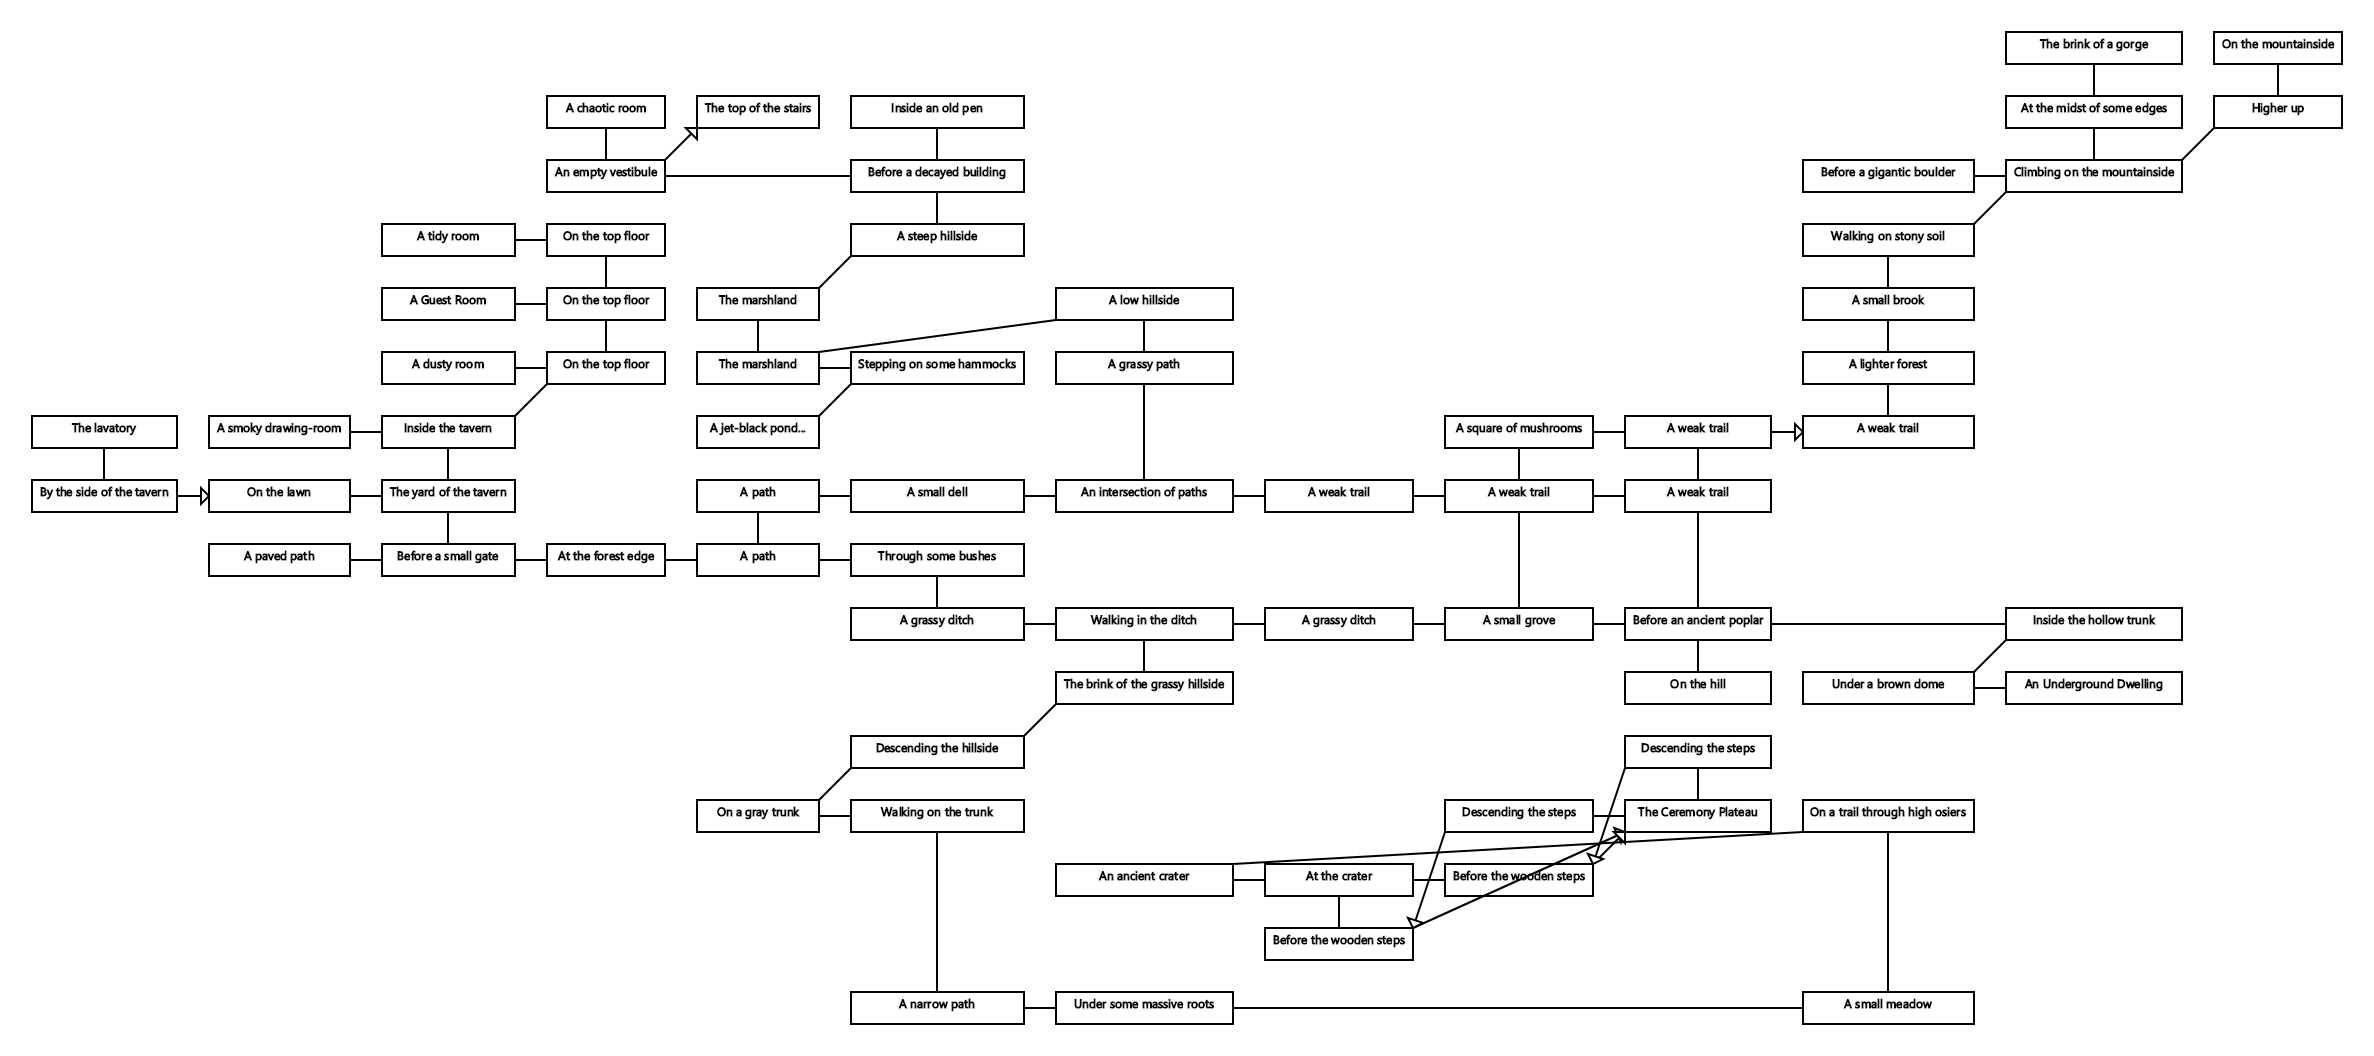 The brink of a gorge
On the mountainside
A chaotic room
The top of the stairs
Inside an old pen
At the midst of some edges
Higher up
An empty vestibule
Before a decayed building
Before a gigantic boulder
Climbing on the mountainside
A tidy room
On the top floor
A steep hillside
Walking on stony soil
A Guest Room
On the top floor
The marshland
A low hillside
A small brook
A dusty room
On the top floor
The marshland
Stepping on some hammocks
A grassy path
A lighter forest
The lavatory
A smoky drawing-room
Inside the tavern
A jet-black pond...
A square of mushrooms
A weak trail
A weak trail
By the side of the tavern
On the lawn
The yard of the tavern
A path
A small dell
An intersection of paths
A weak trail
A weak trail
A weak trail
A paved path
Before a small gate
At the forest edge
A path
Through some bushes
A grassy ditch
Walking in the ditch
A grassy ditch
A small grove
Before an ancient poplar
Inside the hollow trunk
The brink of the grassy hillside
On the hill
Under a brown dome
An Underground Dwelling
Descending the hillside
Descending the steps
On a gray trunk
Walking on the trunk
Descending the steps
The Ceremony Plateau
On a trail through high osiers
An ancient crater
At the crater
Before the wooden steps
Before the wooden steps
A narrow path
Under some massive roots
A small meadow